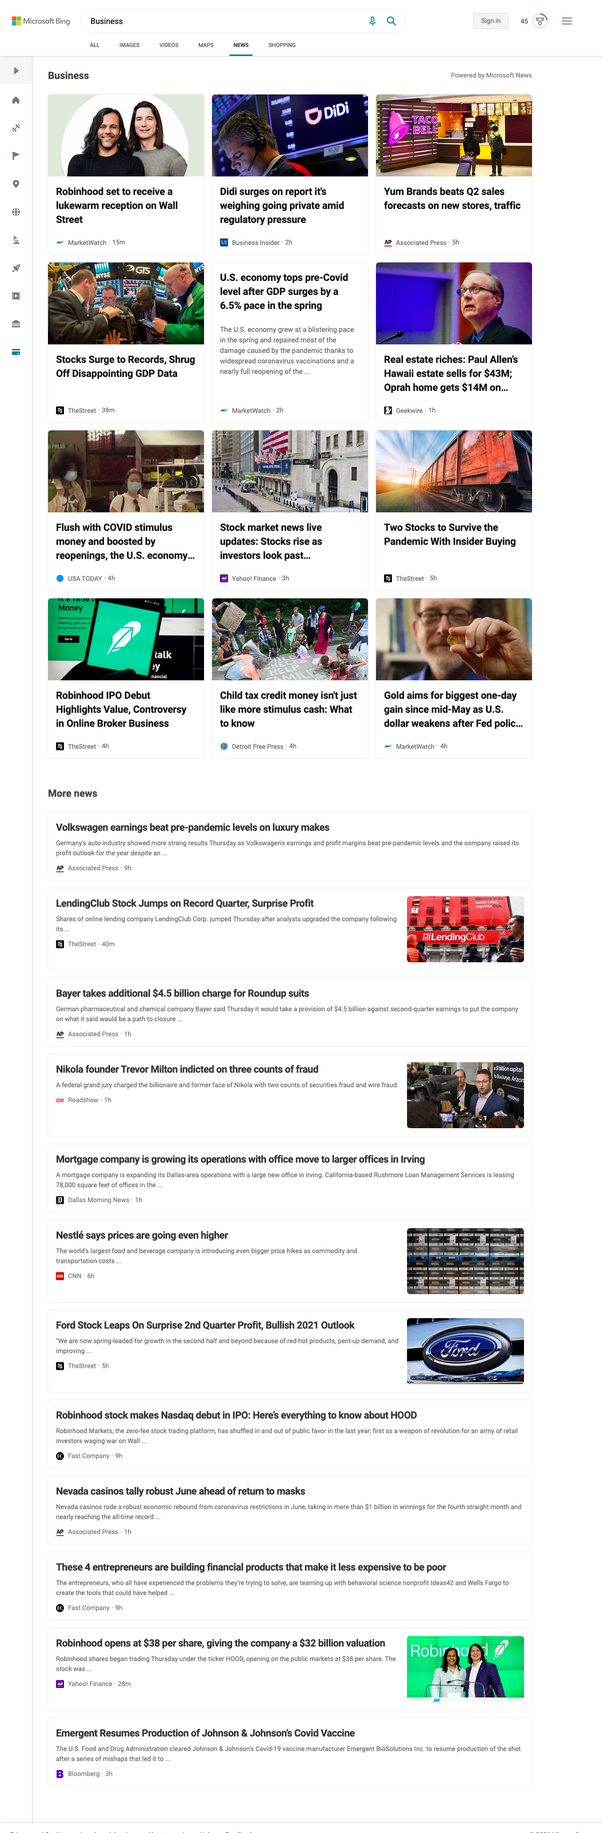 Microsoft Bing
Business
Sign in
45
ALL IMAGES VIDEOS MAPS NEWS SHOPPING
Business
Powered by Microsoft News
DiDi
TACO
BELL
Robinhood set to receive a
lukewarm reception on Wall
Street
MarketWatch · 15m
Didi surges on report it's
weighing going private amid
regulatory pressure
Business Insider · 2h
Yum Brands beats Q2 sales
forecasts on new stores, traffic
AP Associated Press · 5h
GTS
Stocks Surge to Records, Shrug
Off Disappointing GDP Data
TheStreet · 39m
U.S. economy tops pre-Covid
level after GDP surges by a
6.5% pace in the spring
The U.S. economy grew at a blistering pace
in the spring and repaired most of the
damage caused by the pandemic thanks to
widespread coronavirus vaccinations and a
nearly full reopening of the ...
MarketWatch · 2h
Real estate riches: Paul Allen's
Hawaii estate sells for $43M;
Oprah home gets $14M on...
Geekwire · 1h
WALL
Flush with COVID stimulus
money and boosted by
reopenings, the U.S. economy...
USA TODAY · 4h
Stock market news live
updates: Stocks rise as
investors look past...
Yahoo! Finance · 3h
Two Stocks to Survive the
Pandemic With Insider Buying
TheStreet · 5h
It's Time to
Money
talk
Robinhood IPO Debut
Highlights Value, Controversy
in Online Broker Business
TheStreet · 4h
Child tax credit money isn't just
like more stimulus cash: What
to know
Detroit Free Press · 4h
Gold aims for biggest one-day
gain since mid-May as U.S.
dollar weakens after Fed polic...
MarketWatch · 4h
More news
Volkswagen earnings beat pre-pandemic levels on luxury makes
Germany's auto industry showed more strong results Thursday as Volkswagen's earnings and profit margins beat pre-pandemic levels and the company raised its
profit outlook for the year despite an ...
AP Associated Press · 9h
LendingClub Stock Jumps on Record Quarter, Surprise Profit
Shares of online lending company LendingClub Corp. jumped Thursday after analysts upgraded the company following
its ...
TheStreet · 40m
LendingClub
Bayer takes additional $4.5 billion charge for Roundup suits
German pharmaceutical and chemical company Bayer said Thursday it would take a provision of $4.5 billion against second-quarter earnings to put the company
on what it said would be a path to closure ...
AP Associated Press · 1h
Nikola founder Trevor Milton indicted on three counts of fraud
A federal grand jury charged the billionaire and former face of Nikola with two counts of securities fraud and wire fraud.
Roadshow · 1h
Mortgage company is growing its operations with office move to larger offices in Irving
A mortgage company is expanding its Dallas-area operations with a large new office in Irving. California-based Rushmore Loan Management Services is leasing
78,000 square feet of offices in the ...
Dallas Morning News · 1h
Nestlé says prices are going even higher
The world's largest food and beverage company is introducing even bigger price hikes as commodity and
transportation costs ...
CNN · 6h
Ford Stock Leaps On Surprise 2nd Quarter Profit, Bullish 2021 Outlook
"We are now spring-loaded for growth in the second half and beyond because of red-hot products, pent-up demand, and
improving ...
TheStreet · 5h
Ford
Robinhood stock makes Nasdaq debut in IPO: Here's everything to know about HOOD
Robinhood Markets, the zero-fee stock trading platform, has shuffled in and out of public favor in the last year; first as a weapon of revolution for an army of retail
investors waging war on Wall ...
Fast Company · 9h
Nevada casinos tally robust June ahead of return to masks
Nevada casinos rode a robust economic rebound from coronavirus restrictions in June, taking in more than $1 billion in winnings for the fourth straight month and
nearly reaching the all-time record ...
AP Associated Press · 1h
These 4 entrepreneurs are building financial products that make it less expensive to be poor
The entrepreneurs, who all have experienced the problems they're trying to solve, are teaming up with behavioral science nonprofit Ideas42 and Wells Fargo to
create the tools that could have helped ...
Fast Company · 9h
Robinhood opens at $38 per share, giving the company a $32 billion valuation
Robinhood shares began trading Thursday under the ticker HOOD, opening on the public markets at $38 per share. The
stock was ...
Yahoo! Finance · 28m
Robinhood
Emergent Resumes Production of Johnson & Johnson's Covid Vaccine
The U.S. Food and Drug Administration cleared Johnson & Johnson's Covid-19 vaccine manufacturer Emergent BioSolutions Inc. to resume production of the shot
after a series of mishaps that led it to ...
Bloomberg · 3h